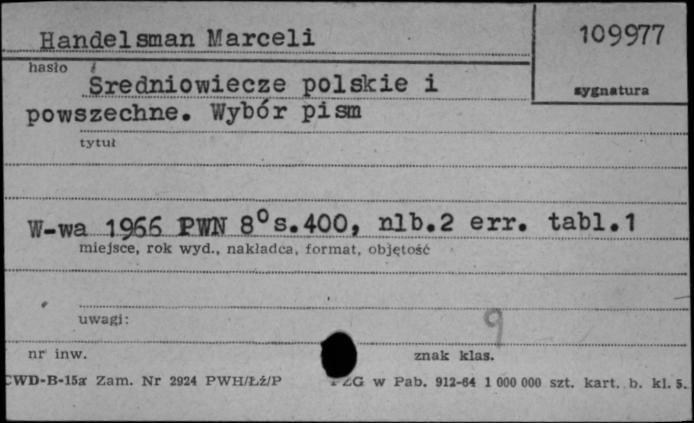 Handelsman Marceli
109977
hasło
Średniowiecze polskie i
sygnatura
powszechne. Wybór pism
tytuł
W-wa 1966 PWN 8° s.400, nlb.2 err. tabl.1
miejsce, rok wyd., nakładca, format, objętość
uwagi:
9
nr inw.
znak klas.
CWD-B-15a Zam. Nr 2924 PWH/Łź/P PZG w Pab. 912-64 1 000 000 szt. kart. b. kl. 5.